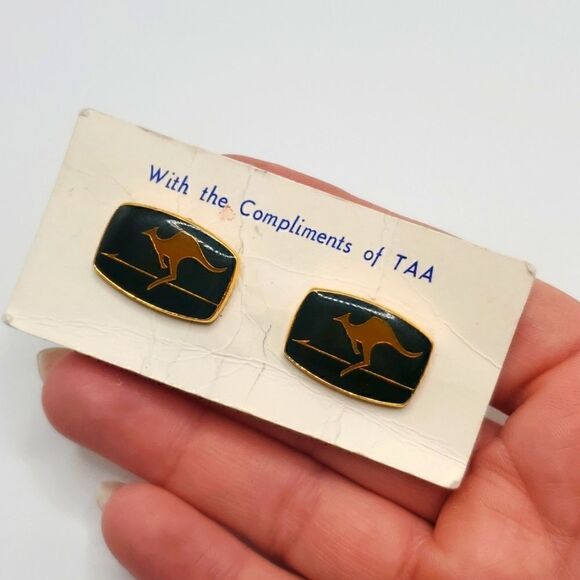 With the Compliments of TAA